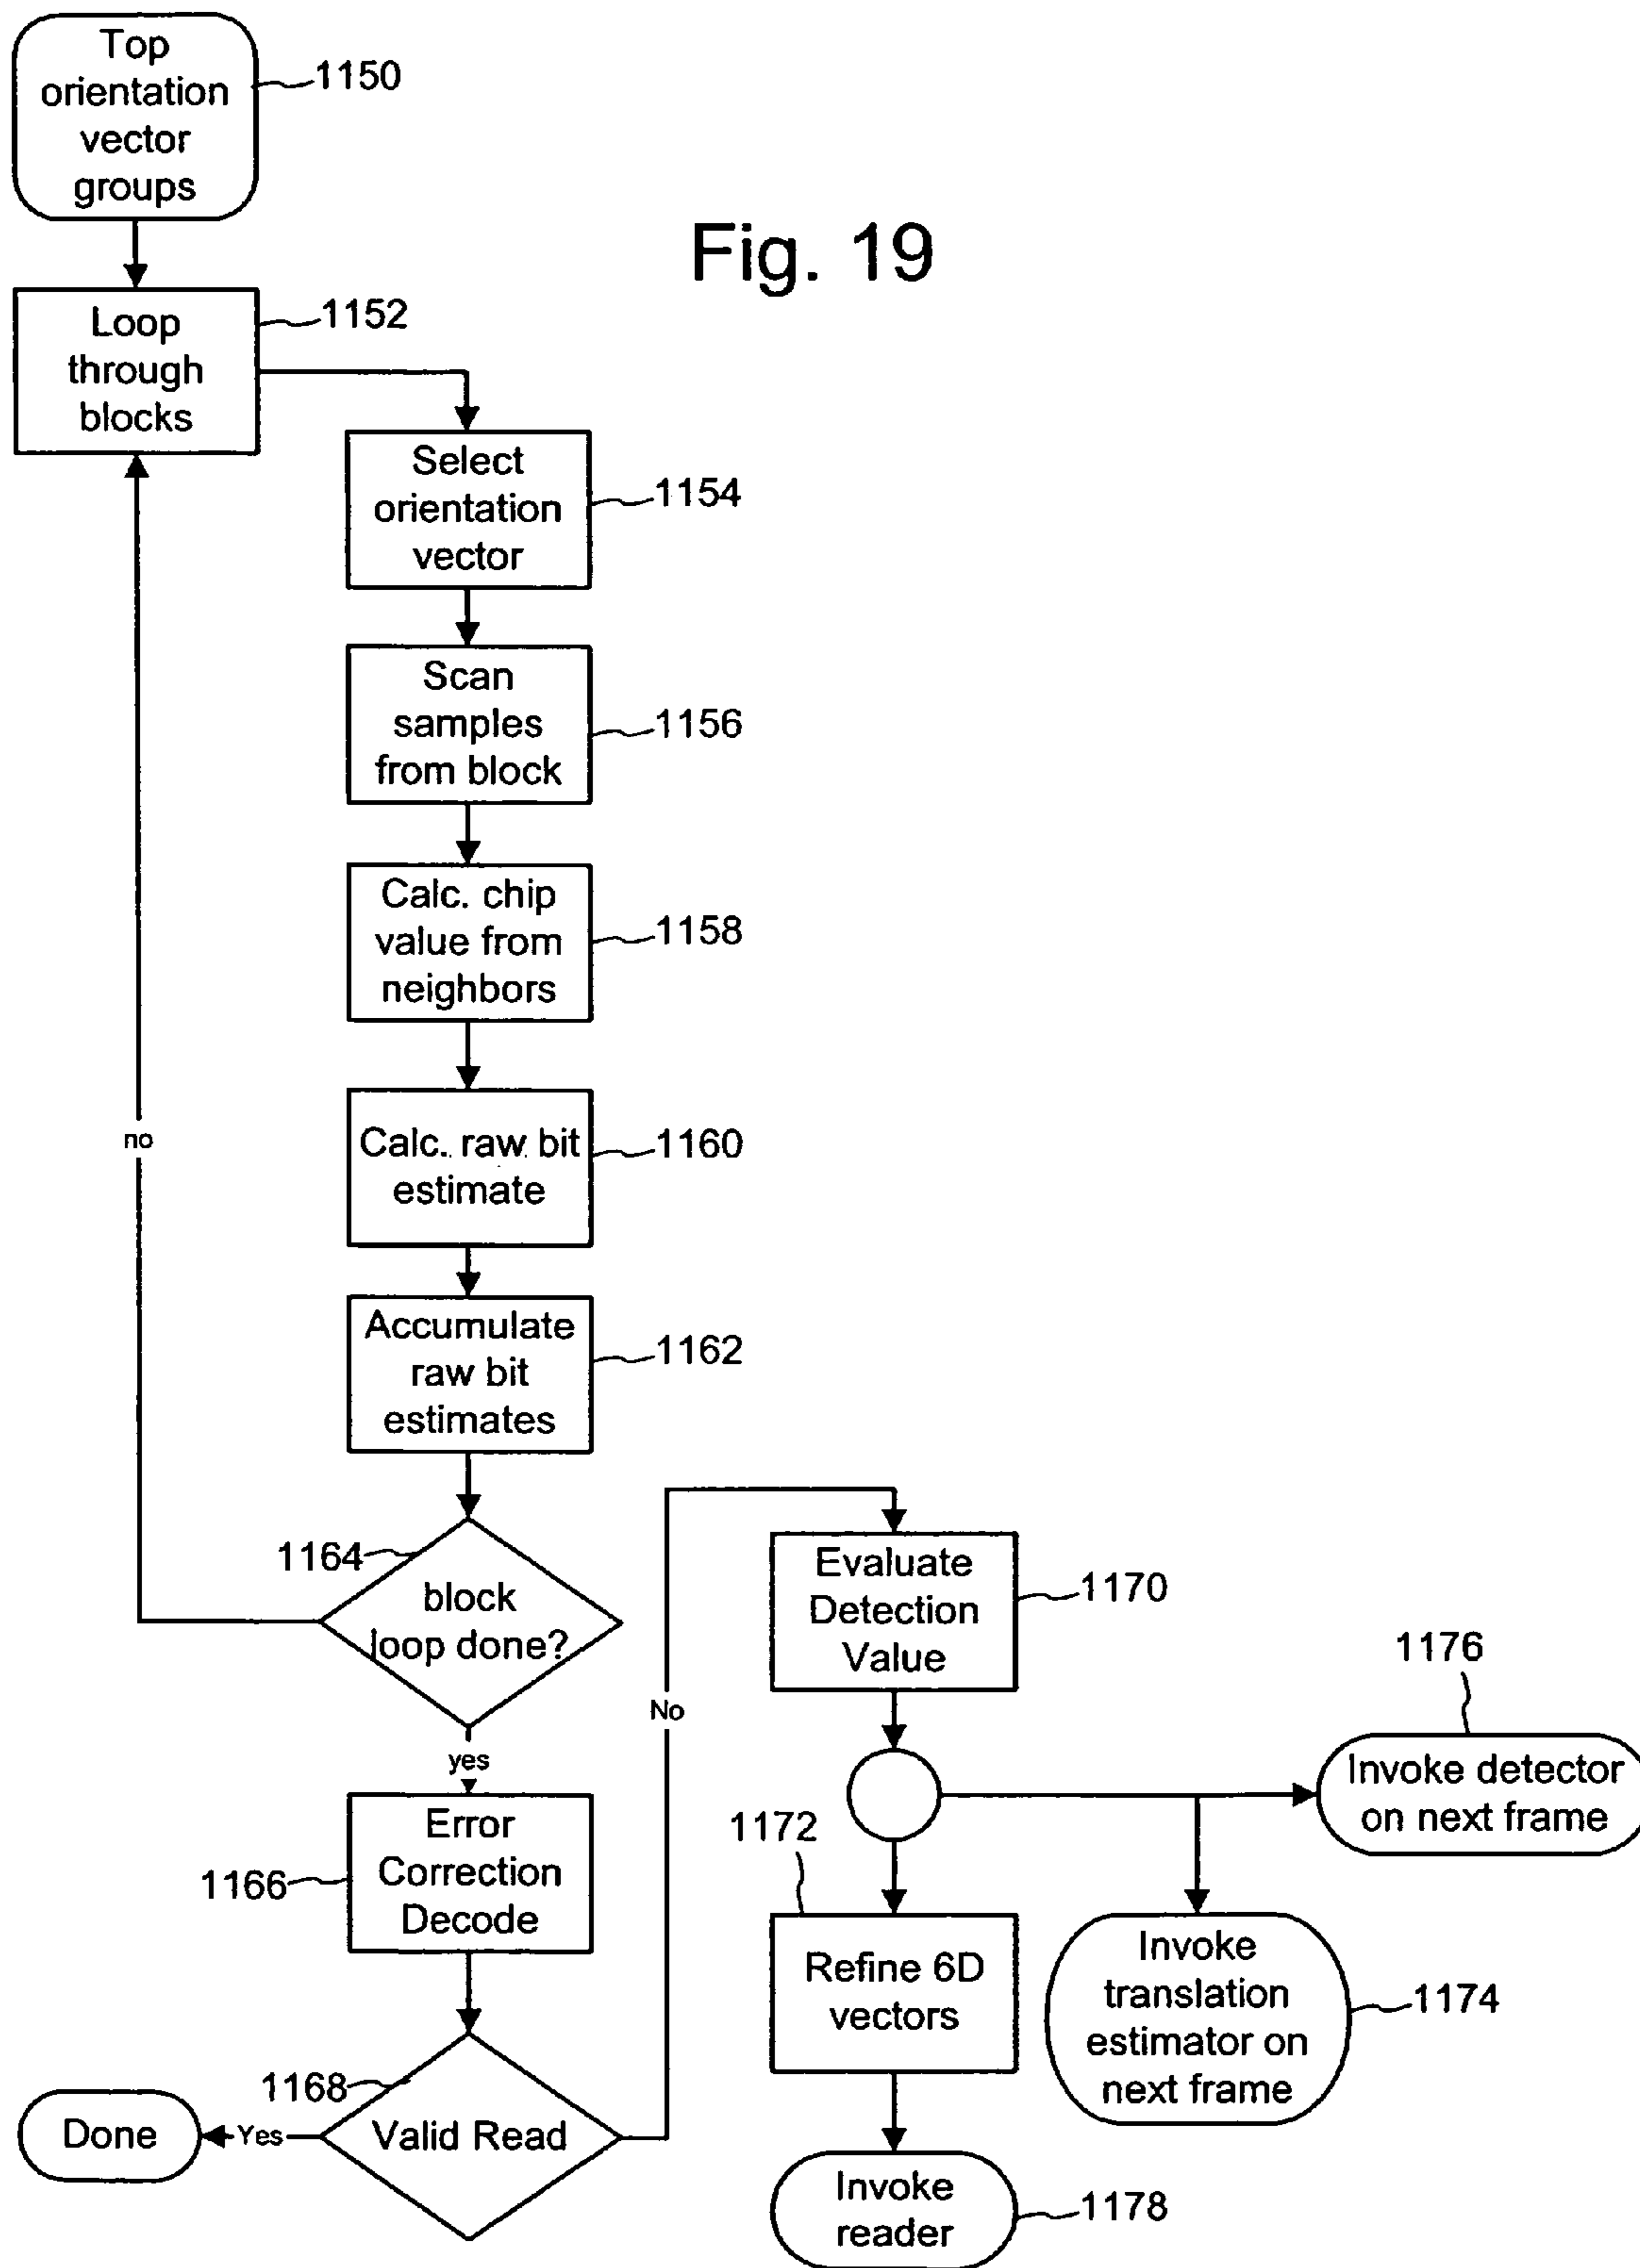 Top
orientation
vector
groups
1150
Fig. 19
Loop
through
blocks
1152
Select
orientation
vector
1154
Scan
samples
from block
1156
Calc. chip
value from
neighbors
1158
no
Calc. raw bit
estimate
1160
Accumulate
raw bit
estimates
1162
1164
block
loop done?
yes
Error
Correction
Decode
1166
1168
Valid Read
Yes
Done
No
Evaluate
Detection
Value
1170
1176
Invoke detector
on next frame
1172
Refine 6D
vectors
Invoke
translation
estimator on
next frame
1174
Invoke
reader
1178